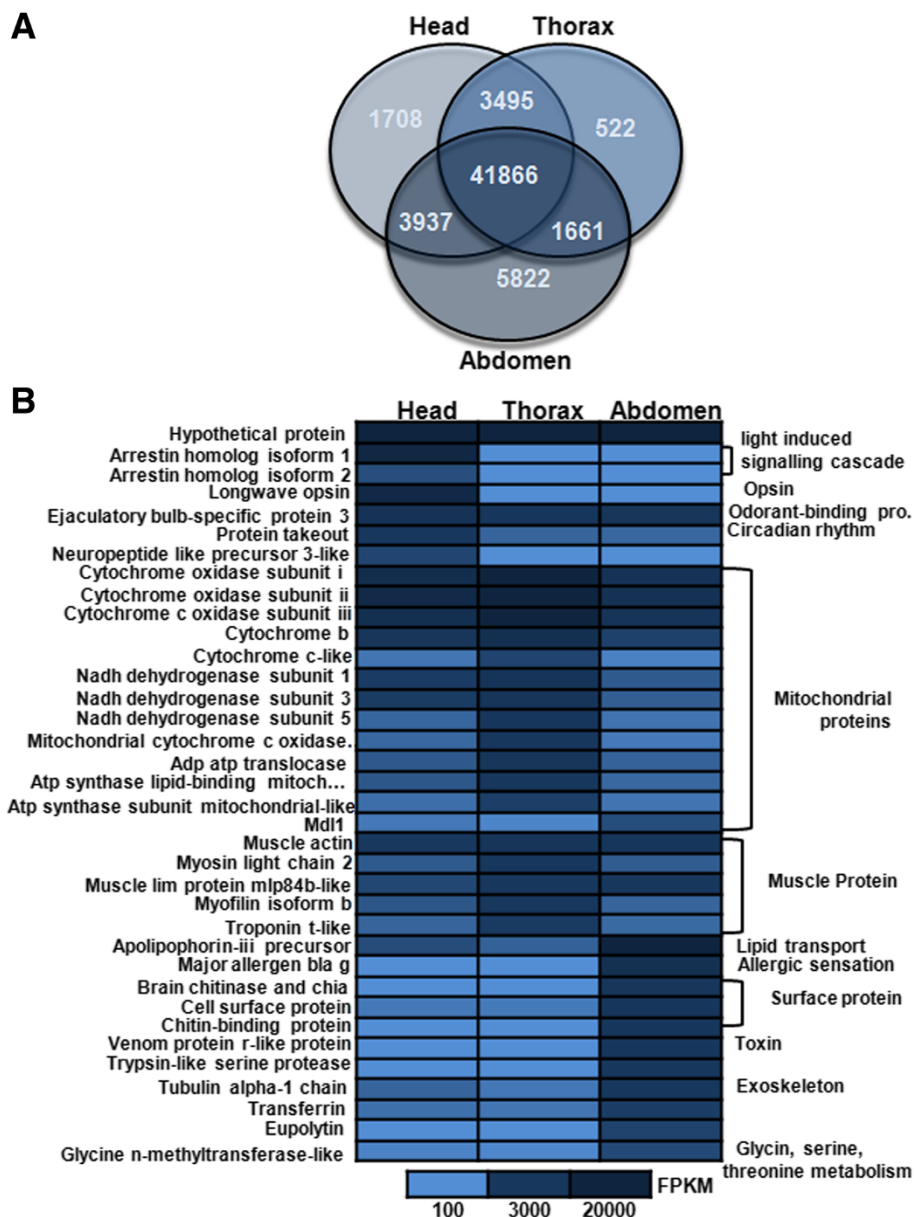 A
Head Thorax
1708 3495 522
41866
3937 1661
5822
Abdomen
B
Head Thorax Abdomen
Hypothetical protein
Arrestin homolog isoform 1
Arrestin homolog isoform 2
Longwave opsin
Ejaculatory bulb-specific protein 3
Protein takeout
Neuropeptide like precursor 3-like
Cytochrome oxidase subunit i
Cytochrome oxidase subunit ii
Cytochrome c oxidase subunit iii
Cytochrome b
Cytochrome c-like
Nadh dehydrogenase subunit 1
Nadh dehydrogenase subunit 3
Nadh dehydrogenase subunit 5
Mitochondrial cytochrome c oxidase.
Adp atp translocase
Atp synthase lipid-binding mitoch...
Atp synthase subunit mitochondrial-like
Mdl1
Muscle actin
Myosin light chain 2
Muscle lim protein mlp84b-like
Myofilin isoform b
Troponin t-like
Apolipophorin-iii precursor
Major allergen bla g
Brain chitinase and chia
Cell surface protein
Chitin-binding protein
Venom protein r-like protein
Trypsin-like serine protease
Tubulin alpha-1 chain
Transferrin
Eupolytin
Glycine n-methyltransferase-like
light induced
signalling cascade
Opsin
Odorant-binding pro.
Circadian rhythm
Mitochondrial
proteins
Muscle Protein
Lipid transport
Allergic sensation
Surface protein
Toxin
Exoskeleton
Glycin, serine,
threonine metabolism
FPKM
100 3000 20000